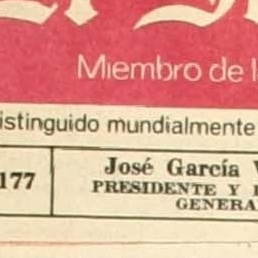 Miembro de l
istinguido mundialmente
177
José García
PRESIDENTE Y
GENERA